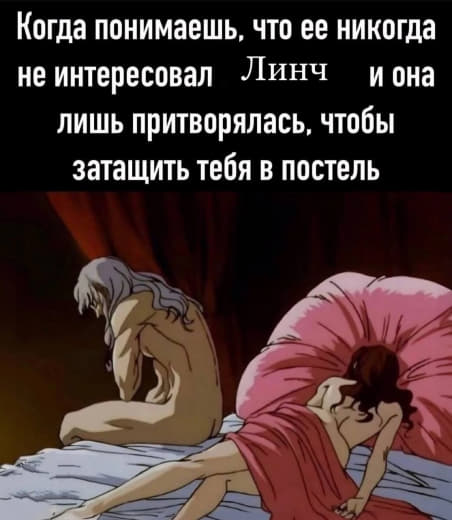 Когда понимаешь, что ее никогда
не интересовал Линч и она
лишь притворялась, чтобы
затащить тебя в постель